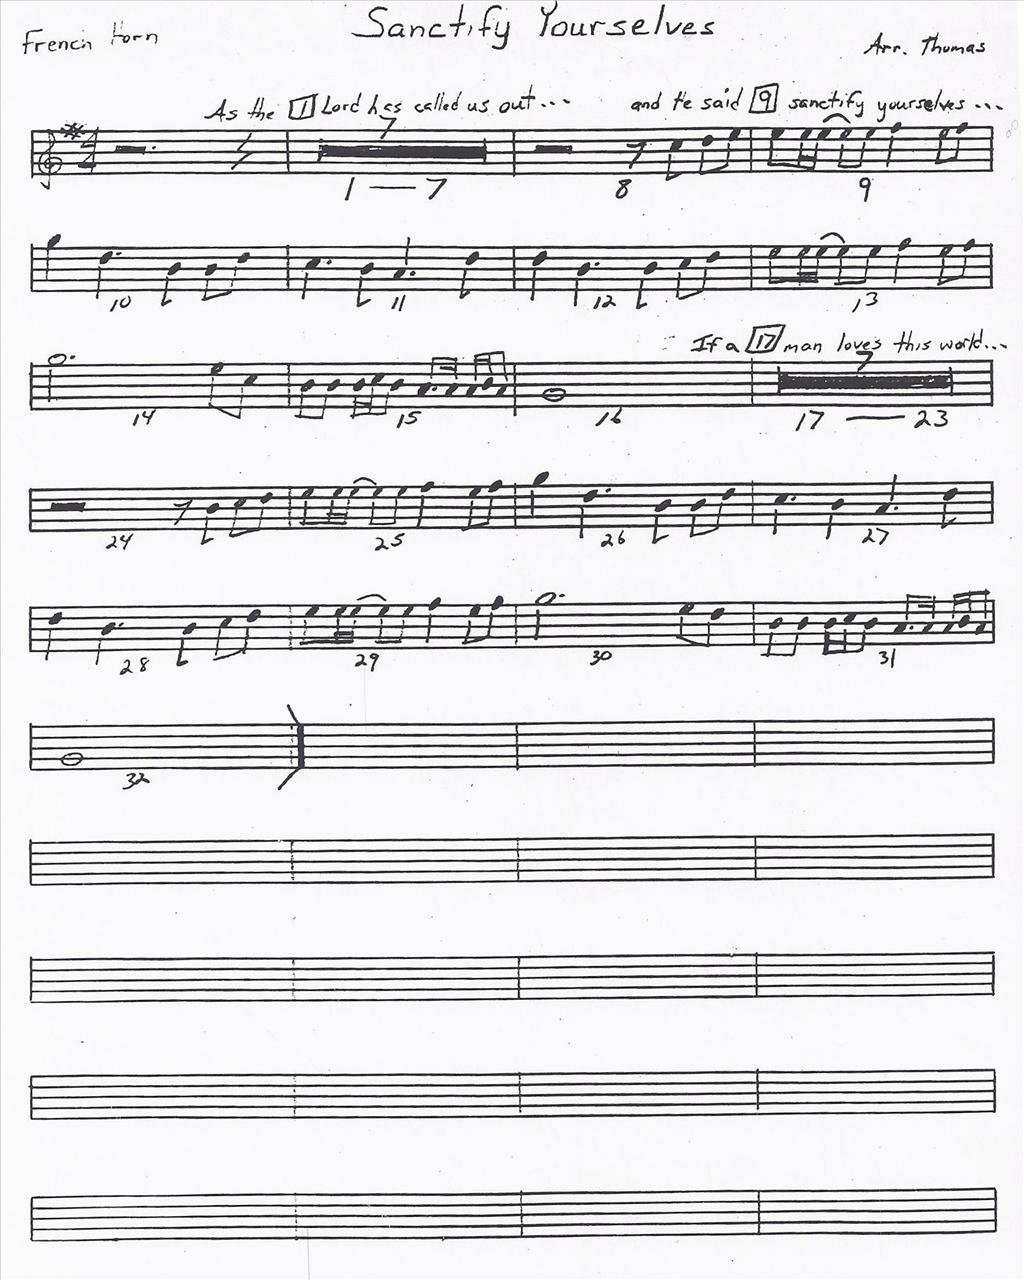 Sanctify Yourselves
French Horn
Arr. Thomas
As the 1 Lord has called us out... and He said 9 sanctify yourselves...
7
1 — 7 8 9
10 11 12 13
If a 17 man loves this world...
7
14 15 16 17 — 23
24 25 26 27
28 29 30 31
32